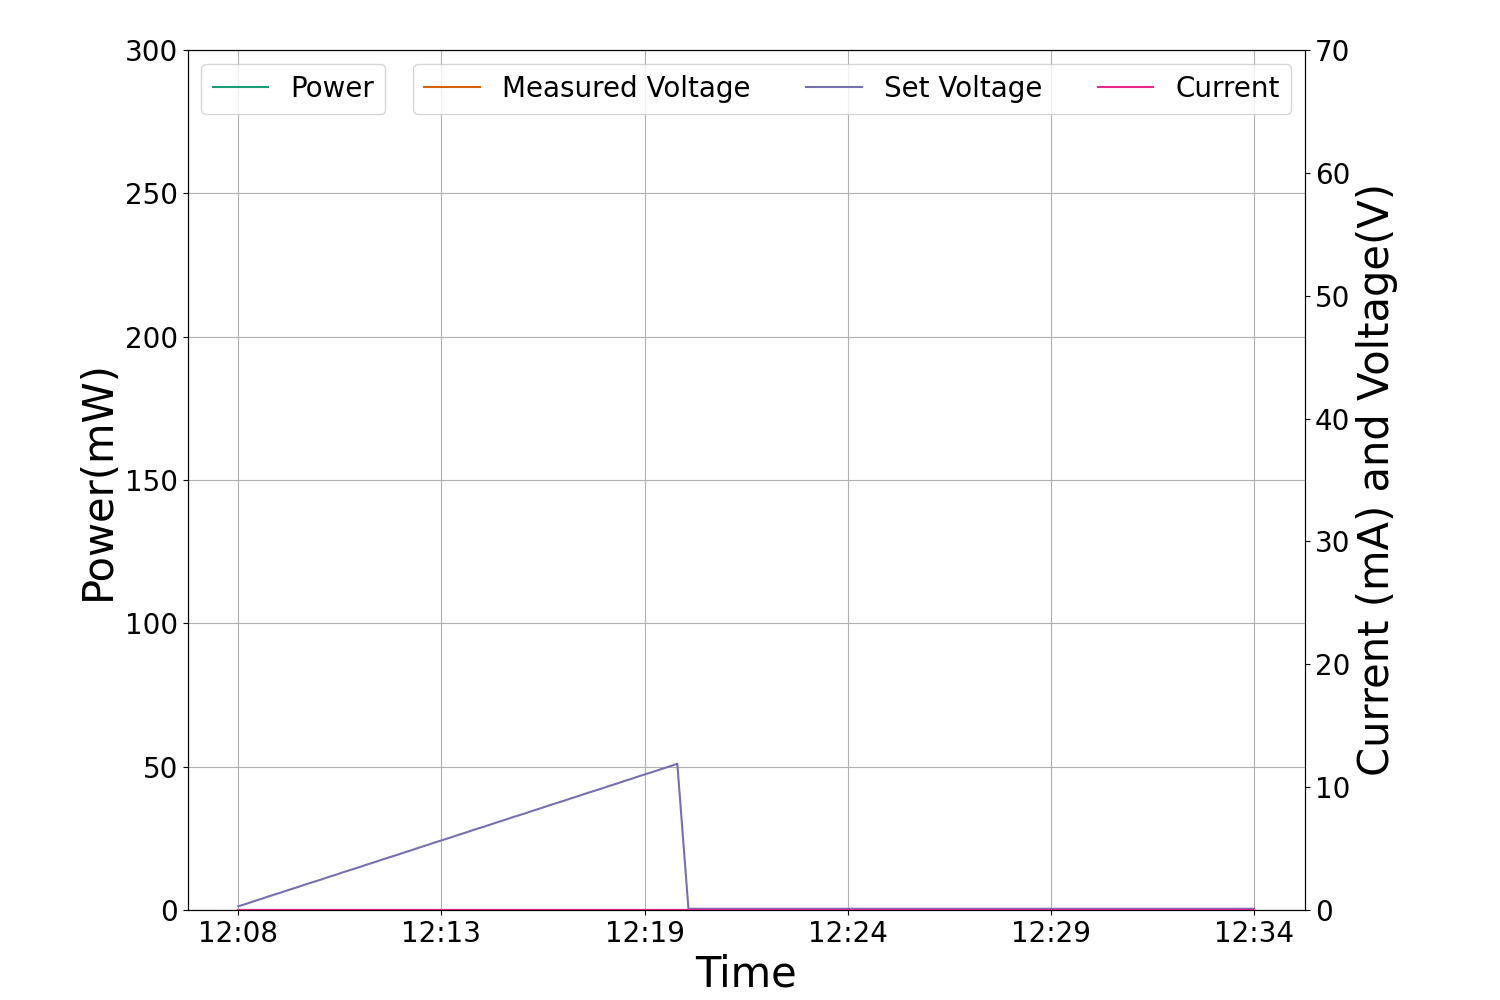 Power
Measured Voltage
Set Voltage
Current
300
250
200
150
100
50
0
Power(mW)
70
60
50
40
30
20
10
0
Current (mA) and Voltage(V)
12:08 12:13 12:19 12:24 12:29 12:34
Time